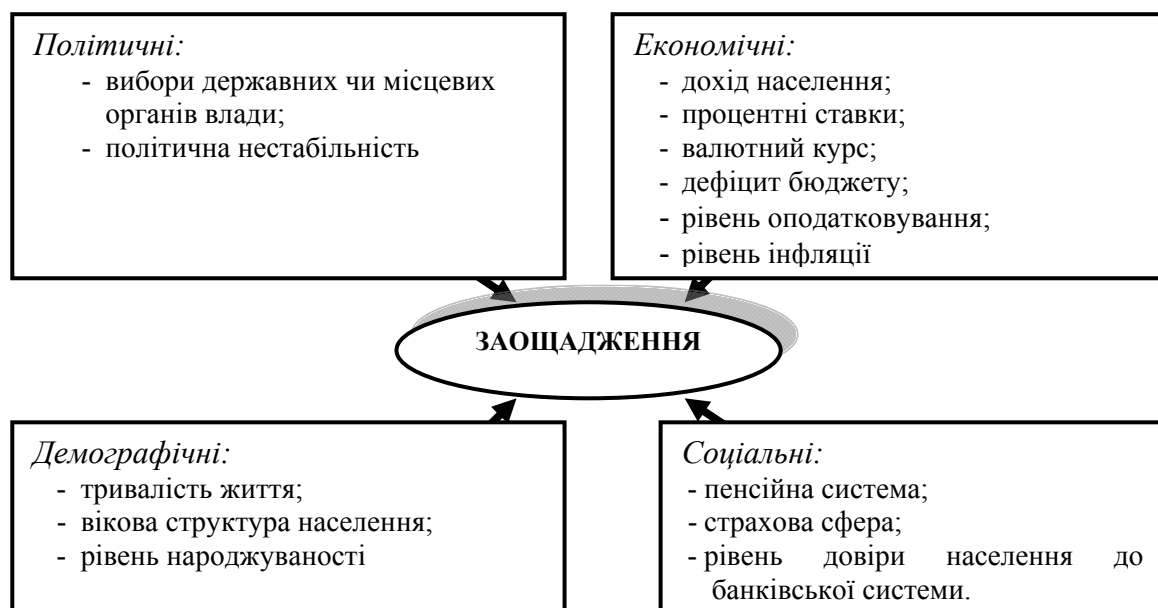 Політичні:
- вибори державних чи місцевих
органів влади;
- політична нестабільність
Економічні:
- дохід населення;
- процентні ставки;
- валютний курс;
- дефіцит бюджету;
- рівень оподатковування;
- рівень інфляції
ЗАОЩАДЖЕННЯ
Демографічні:
- тривалість життя;
- вікова структура населення;
- рівень народжуваності
Соціальні:
- пенсійна система;
- страхова сфера;
- рівень довіри населення до
банківської системи.